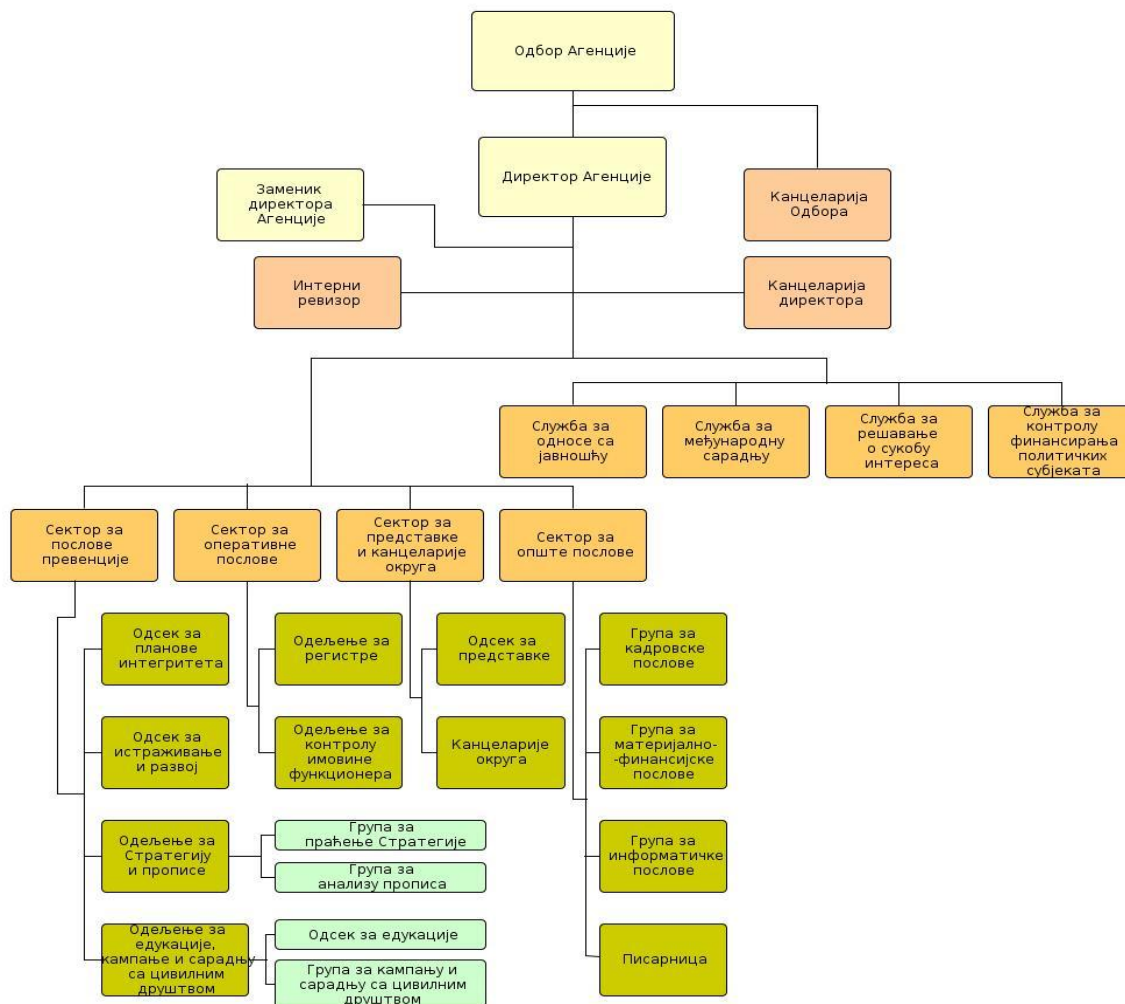 Одбор Агенције
Директор Агенције
Заменик
директора
Агенције
Канцеларија
Одбора
Интерни
ревизор
Канцеларија
директора
Служба за
односе са
јавношћу
Служба за
међународну
сарадњу
Служба за
решавање
о сукобу
интереса
Служба за
контролу
финансирања
политичких
субјеката
Сектор за
послове
превенције
Сектор за
оперативне
послове
Сектор за
представке
и канцеларије
округа
Сектор за
опште послове
Одсек за
планове
интегритета
Одељење за
регистре
Одсек за
представке
Група за
кадровске
послове
Одсек за
истраживање
и развој
Одељење за
контролу
имовине
функционера
Канцеларије
округа
Група за
материјално-
-финансијске
послове
Одељење за
Стратегију
и прописе
Група за
праћење Стратегије
Група за
анализу прописа
Група за
информатичке
послове
Одељење за
едукације,
кампање и сарадњу
са цивилним
друштвом
Одсек за едукације
Група за кампању и
сарадњу са цивилним
друштвом
Писарница